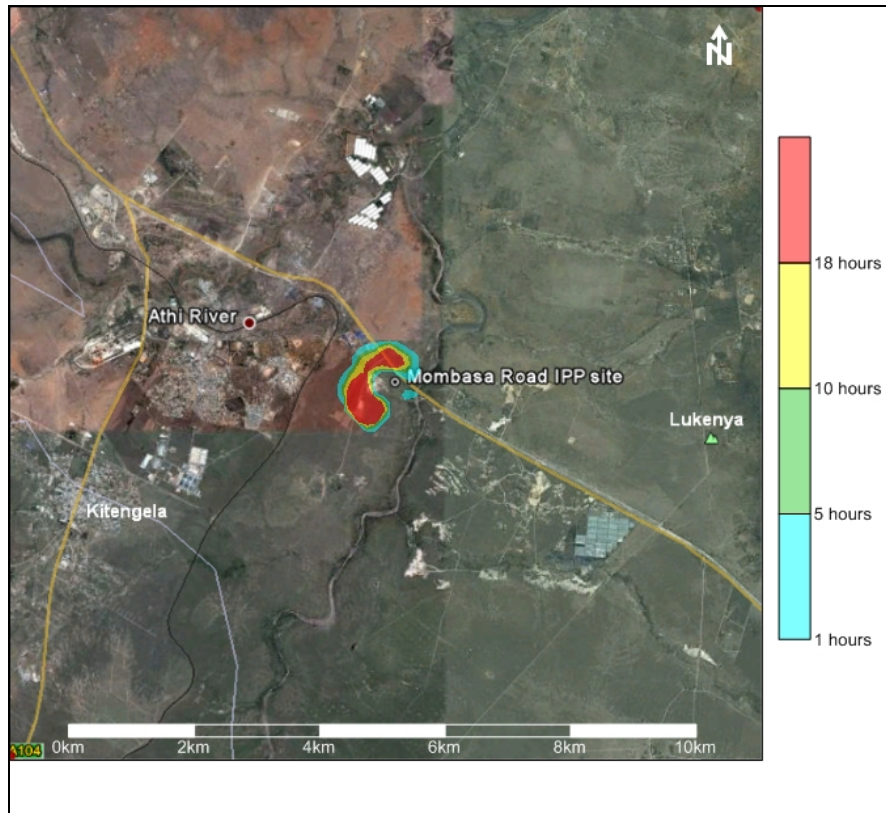 N
18 hours
Athi River
Mombasa Road IPP site
10 hours
Lukenya
Kitengela
5 hours
1 hours
0km 2km 4km 6km 8km 10km
A104